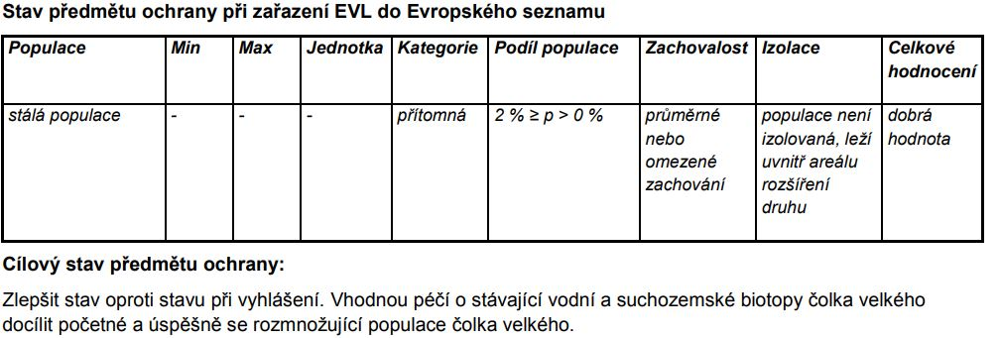 Stav předmětu ochrany při zařazení EVL do Evropského seznamu
Populace Min Max Jednotka Kategorie Podíl populace Zachovalost Izolace Celkové hodnocení
stálá populace - - - přítomná 2 % ≥ p > 0 % průměrné nebo omezené zachování populace není izolovaná, leží uvnitř areálu rozšíření druhu dobrá hodnota
Cílový stav předmětu ochrany:
Zlepšit stav oproti stavu při vyhlášení. Vhodnou péčí o stávající vodní a suchozemské biotopy čolka velkého
docílit početné a úspěšně se rozmnožující populace čolka velkého.